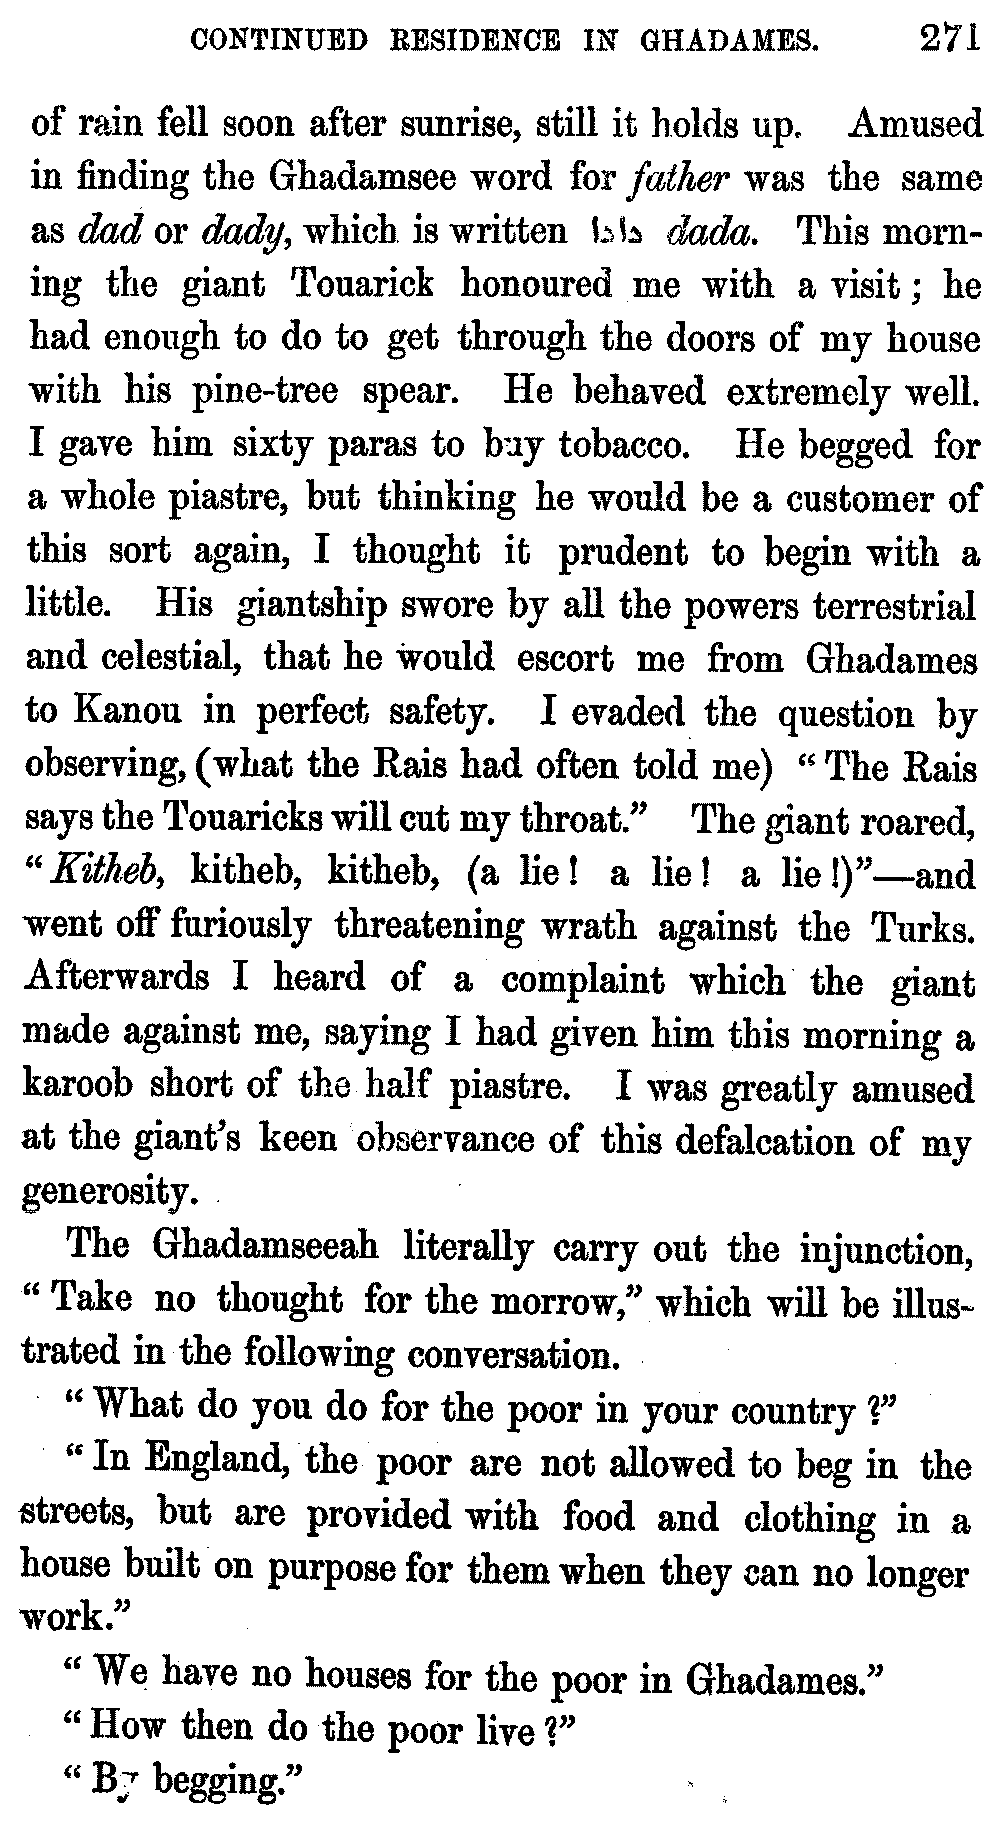 CONTINUED RESIDENCE IN GHADAMES. 271
of rain fell soon after sunrise, still it holds up. Amused
in finding the Ghadamsee word for father was the same
as dad or dady, which is written دادا dada. This morn-
ing the giant Touarick honoured me with a visit; he
had enough to do to get through the doors of my house
with his pine-tree spear. He behaved extremely well.
I gave him sixty paras to buy tobacco. He begged for
a whole piastre, but thinking he would be a customer of
this sort again, I thought it prudent to begin with a
little. His giantship swore by all the powers terrestrial
and celestial, that he would escort me from Ghadames
to Kanou in perfect safety. I evaded the question by
observing, (what the Rais had often told me) "The Rais
says the Touaricks will cut my throat." The giant roared,
"Kitheb, kitheb, kitheb, (a lie! a lie! a lie!)"—and
went off furiously threatening wrath against the Turks.
Afterwards I heard of a complaint which the giant
made against me, saying I had given him this morning a
karoob short of the half piastre. I was greatly amused
at the giant's keen observance of this defalcation of my
generosity.
The Ghadamseeah literally carry out the injunction,
"Take no thought for the morrow," which will be illus-
trated in the following conversation.
"What do you do for the poor in your country?"
"In England, the poor are not allowed to beg in the
streets, but are provided with food and clothing in a
house built on purpose for them when they can no longer
work."
"We have no houses for the poor in Ghadames."
"How then do the poor live?"
"By begging."